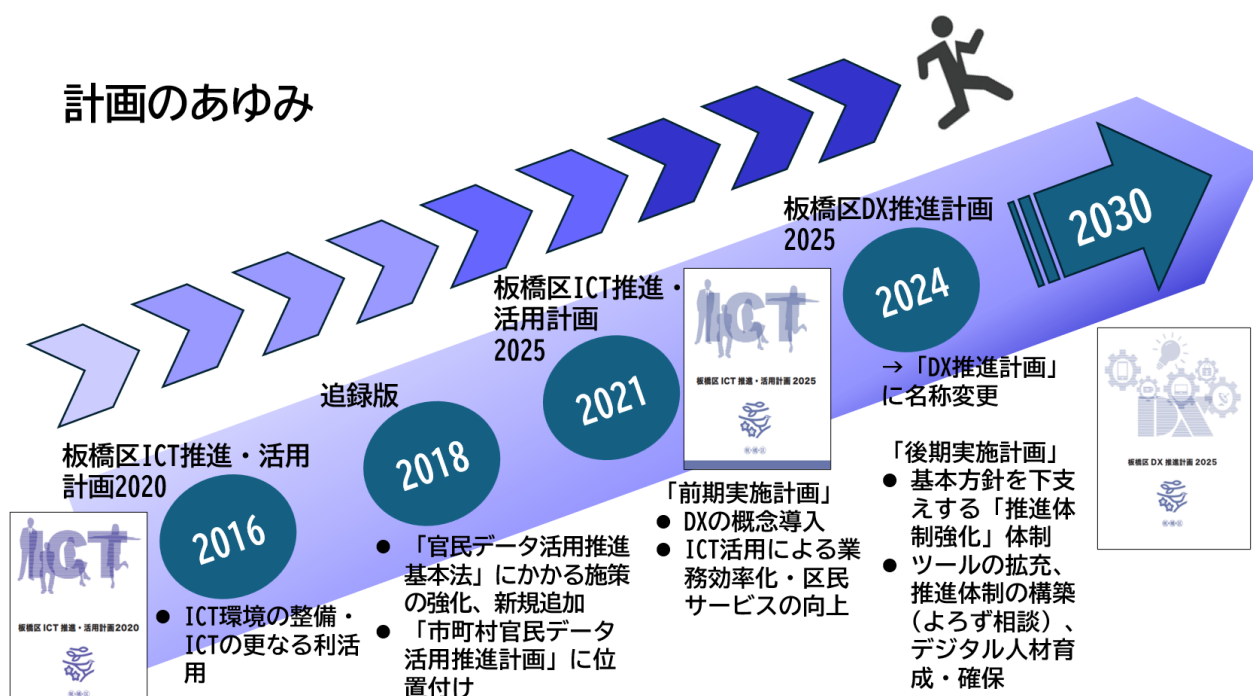 計画のあゆみ
板橋区ICT推進・活用
計画2020
2016
ICT
板橋区 ICT 推進・活用計画2020
● ICT環境の整備・
ICTの更なる利活
用
追録版
2018
● 「官民データ活用推進
基本法」にかかる施策
の強化、新規追加
● 「市町村官民データ
活用推進計画」に位
置付け
板橋区ICT推進・
活用計画
2025
2021
ICT
板橋区 ICT 推進・活用計画 2025
「前期実施計画」
● DXの概念導入
● ICT活用による業
務効率化・区民
サービスの向上
板橋区DX推進計画
2025
2024
→「DX推進計画」
に名称変更
「後期実施計画」
● 基本方針を下支
えする「推進体
制強化」体制
● ツールの拡充、
推進体制の構築
(よろず相談)、
デジタル人材育
成・確保
2030
DX
板橋区 DX 推進計画 2025